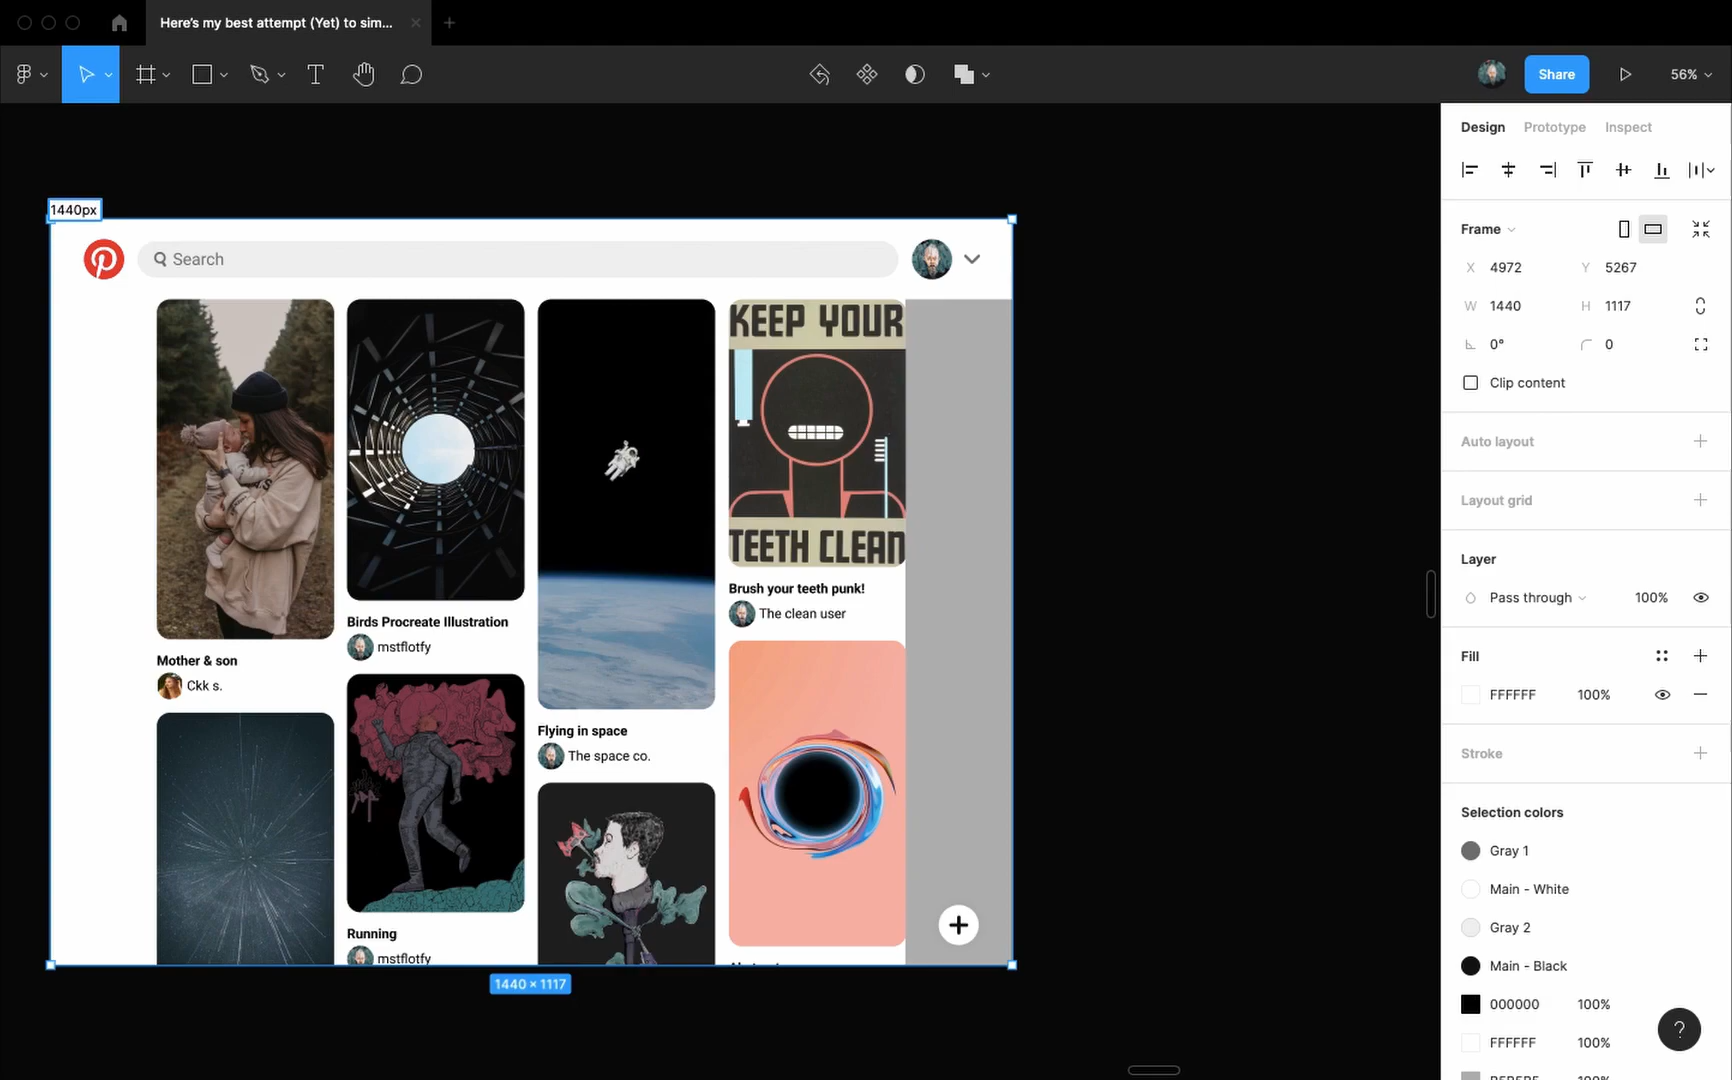 Here's my best attempt (Yet) to sim...
Share
56%
Design Prototype Inspect
1440px
Search
Frame
X 4972 Y 5267
W 1440 H 1117
0° 0
Clip content
Auto layout
Layout grid
Layer
Pass through 100%
Fill
FFFFFF 100%
Stroke
Selection colors
Gray 1
Main - White
Gray 2
Main - Black
000000 100%
FFFFFF 100%
KEEP YOUR
TEETH CLEAN
Brush your teeth punk!
The clean user
Birds Procreate Illustration
mstflotfy
Mother & son
Ckk s.
Flying in space
The space co.
Running
mstflotfy
1440 × 1117